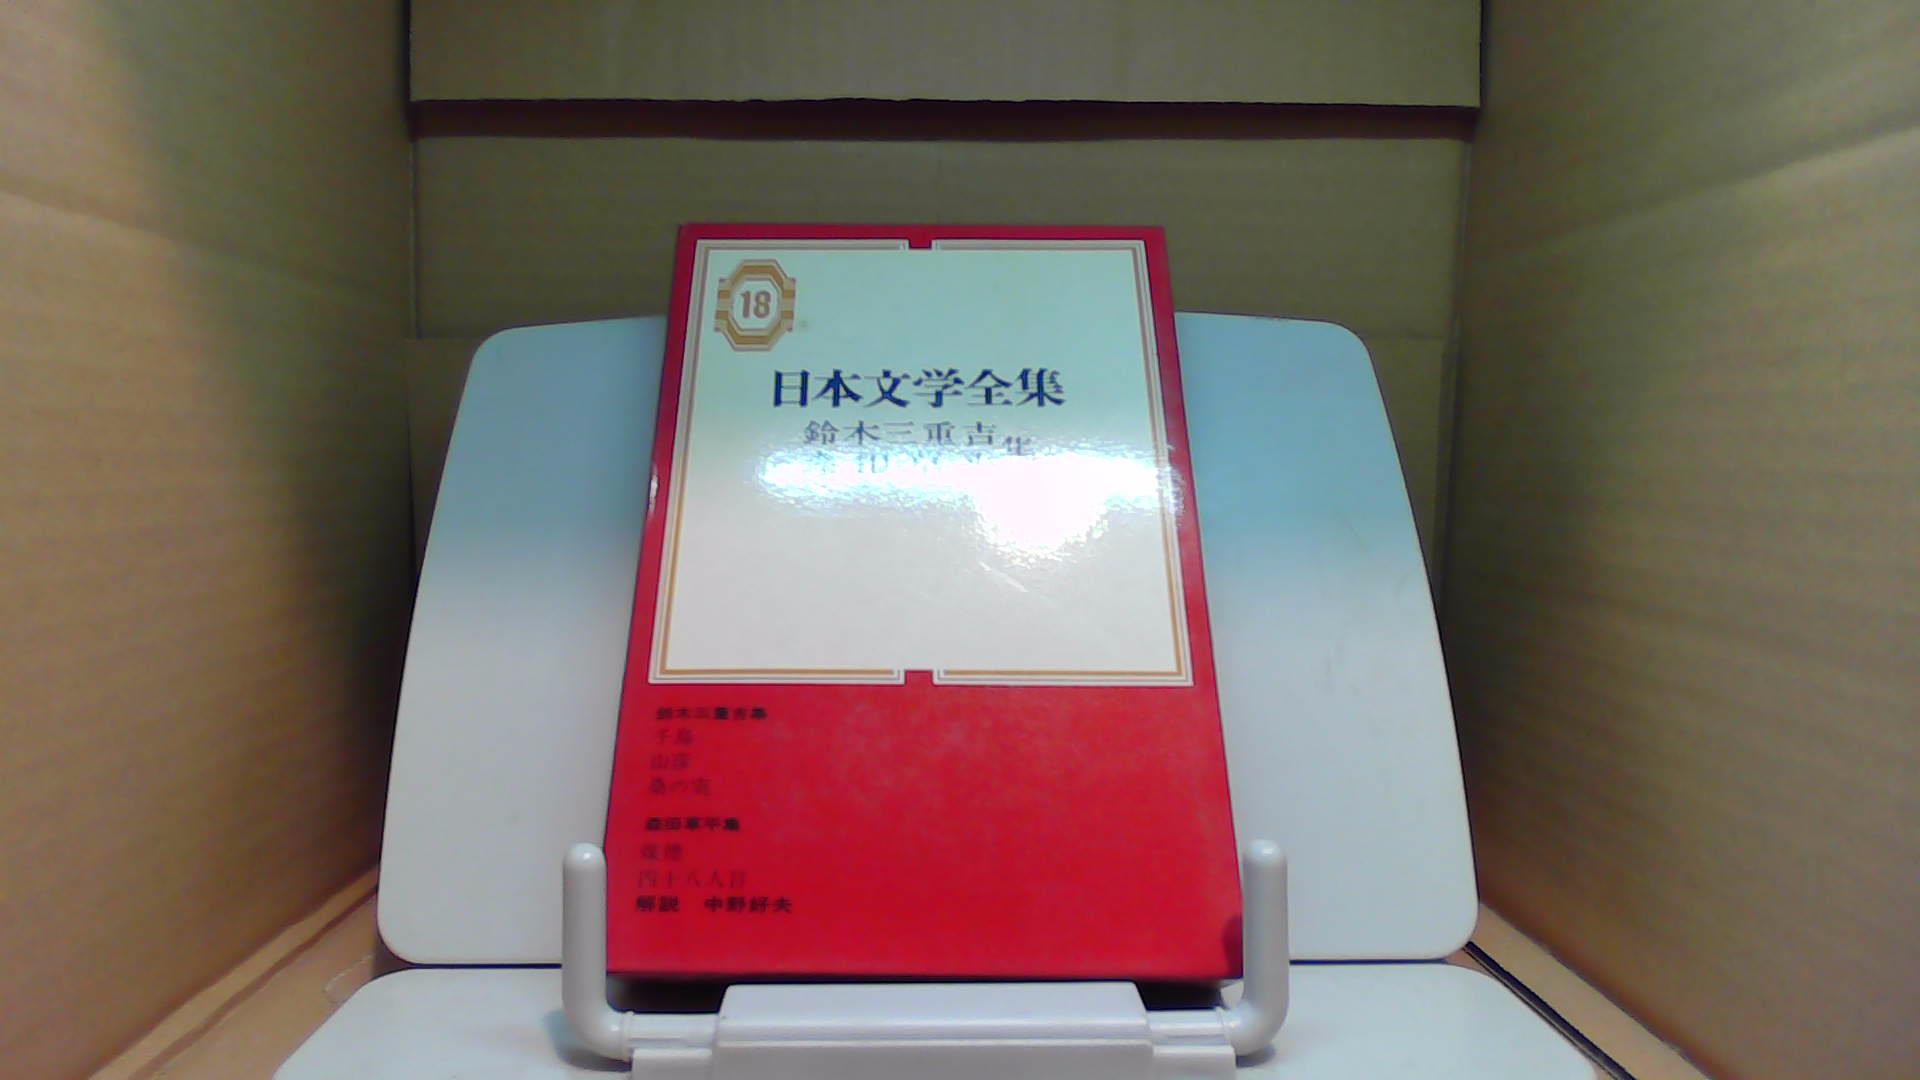 18
日本文学全集
鈴木三重吉
集
鈴木三重吉集
千鳥
山彦
桑の実
森田草平集
煤煙
四十八人目
解説 中野好夫